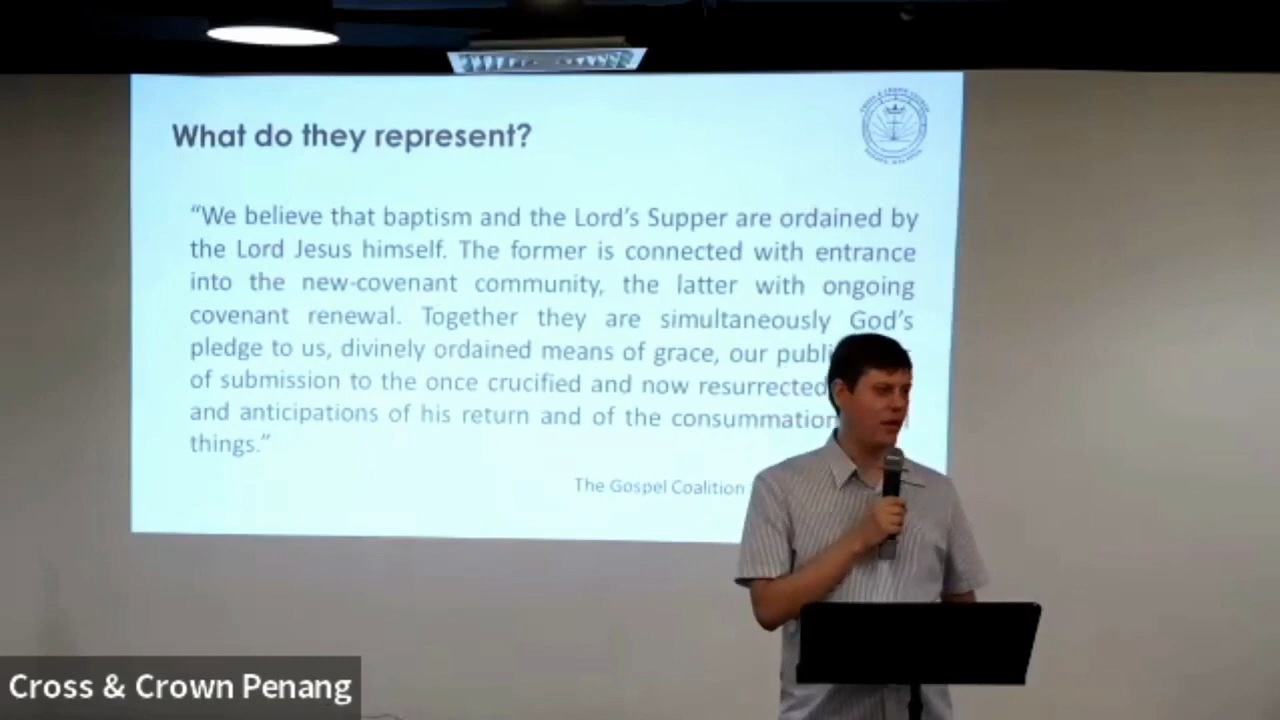 What do they represent?
“We believe that baptism and the Lord’s Supper are ordained by
the Lord Jesus himself. The former is connected with entrance
into the new-covenant community, the latter with ongoing
covenant renewal. Together they are simultaneously God’s
pledge to us, divinely ordained means of grace, our
of submission to the once crucified and now resurrected
and anticipations of his return and of the consummation
things.”
The Gospel Coalition
Cross & Crown Penang